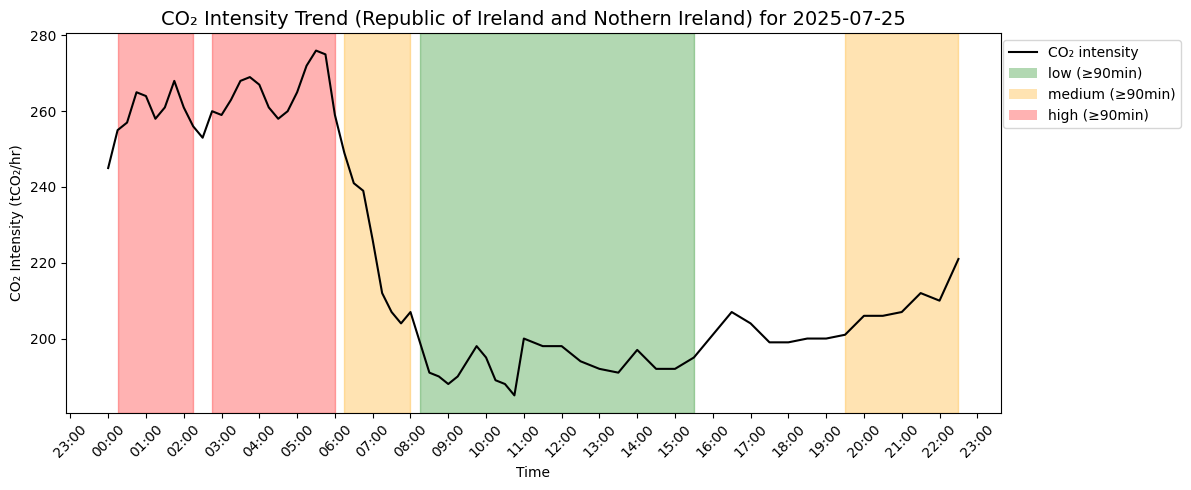 CO₂ Intensity Trend (Republic of Ireland and Nothern Ireland) for 2025-07-25
CO₂ Intensity (tCO₂/hr)
280
260
240
220
200
CO₂ intensity
low (≥90min)
medium (≥90min)
high (≥90min)
23:00 00:00 01:00 02:00 03:00 04:00 05:00 06:00 07:00 08:00 09:00 10:00 11:00 12:00 13:00 14:00 15:00 16:00 17:00 18:00 19:00 20:00 21:00 22:00 23:00
Time